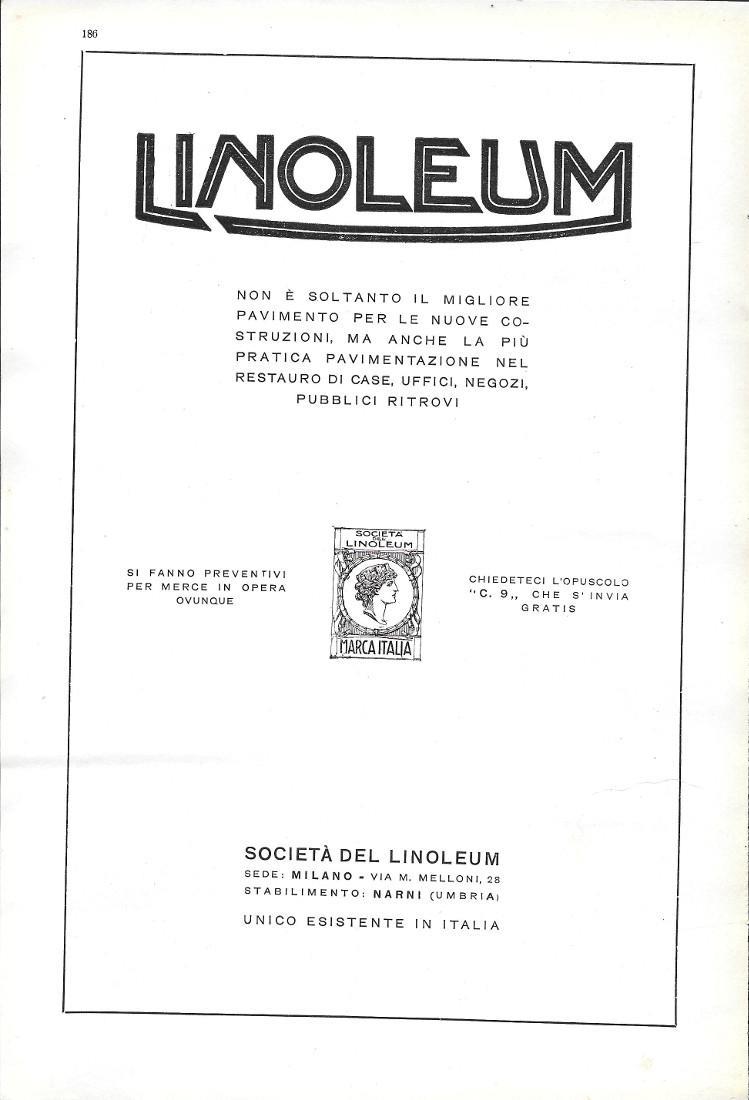 186
LINOLEUM
NON È SOLTANTO IL MIGLIORE
PAVIMENTO PER LE NUOVE CO-
STRUZIONI, MA ANCHE LA PIÙ
PRATICA PAVIMENTAZIONE NEL
RESTAURO DI CASE, UFFICI, NEGOZI,
PUBBLICI RITROVI
SI FANNO PREVENTIVI
PER MERCE IN OPERA
OVUNQUE
SOCIETÀ
DEL
LINOLEUM
MARCA ITALIA
CHIEDETECI L'OPUSCOLO
"C. 9,, CHE S'INVIA
GRATIS
SOCIETÀ DEL LINOLEUM
SEDE: MILANO - VIA M. MELLONI, 28
STABILIMENTO: NARNI (UMBRIA)
UNICO ESISTENTE IN ITALIA